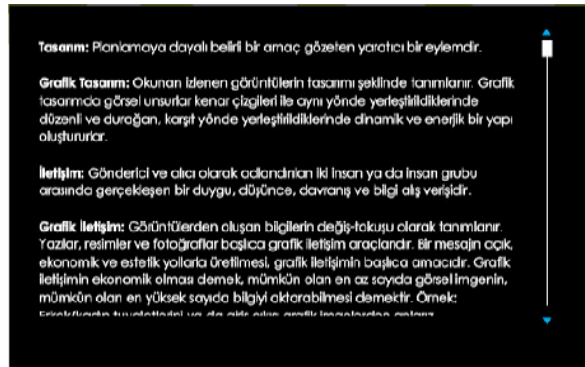 Tasarım: Planlamaya dayalı belirli bir amaç gözeten yaratıcı bir eylemdir.
Grafik Tasarım: Okunan izlenen görüntülerin tasarımı şeklinde tanımlanır. Grafik
tasarımda görsel unsurlar kenar çizgileri ile aynı yönde yerleştirildiklerinde
düzenli ve durağan, karşıt yönde yerleştirildiklerinde dinamik ve enerjik bir yapı
oluştururlar.
İletişim: Gönderici ve alıcı olarak adlandırılan iki insan ya da insan grubu
arasında gerçekleşen bir duygu, düşünce, davranış ve bilgi alış verişidir.
Grafik İletişim: Görüntülerden oluşan bilgilerin değiş-tokuşu olarak tanımlanır.
Yazılar, resimler ve fotoğraflar başlıca grafik iletişim araçlarıdır. Bir mesajın açık,
ekonomik ve estetik yollarla üretilmesi, grafik iletişimin başlıca amacıdır. Grafik
iletişimin ekonomik olması demek, mümkün olan en az sayıda görsel imgenin,
mümkün olan en yüksek sayıda bilgiyi aktarabilmesi demektir. Örnek: